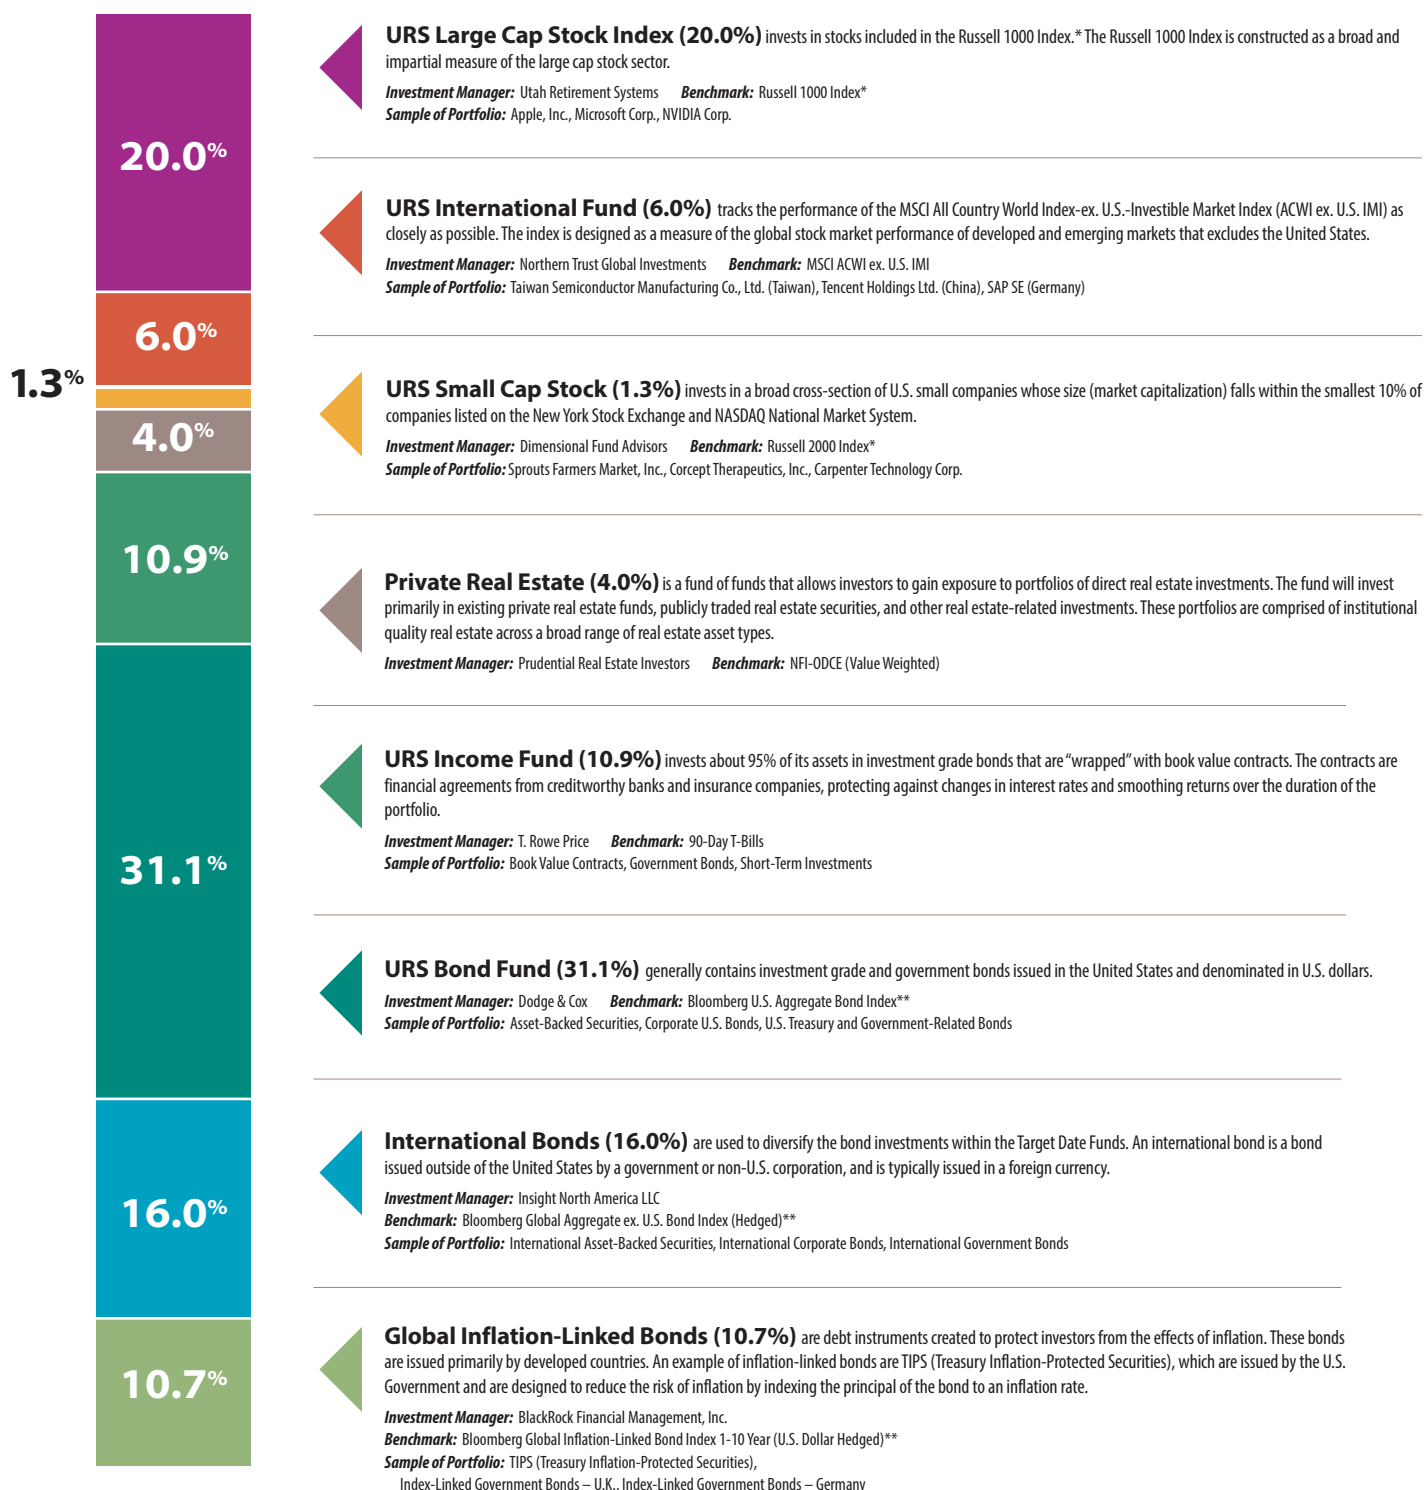 20.0%
6.0%
1.3%
4.0%
10.9%
31.1%
16.0%
10.7%
URS Large Cap Stock Index (20.0%) invests in stocks included in the Russell 1000 Index.* The Russell 1000 Index is constructed as a broad and
impartial measure of the large cap stock sector.
Investment Manager: Utah Retirement Systems Benchmark: Russell 1000 Index*
Sample of Portfolio: Apple, Inc., Microsoft Corp., NVIDIA Corp.
URS International Fund (6.0%) tracks the performance of the MSCI All Country World Index-ex. U.S.-Investible Market Index (ACWI ex. U.S. IMI) as
closely as possible. The index is designed as a measure of the global stock market performance of developed and emerging markets that excludes the United States.
Investment Manager: Northern Trust Global Investments Benchmark: MSCI ACWI ex. U.S. IMI
Sample of Portfolio: Taiwan Semiconductor Manufacturing Co., Ltd. (Taiwan), Tencent Holdings Ltd. (China), SAP SE (Germany)
URS Small Cap Stock (1.3%) invests in a broad cross-section of U.S. small companies whose size (market capitalization) falls within the smallest 10% of
companies listed on the New York Stock Exchange and NASDAQ National Market System.
Investment Manager: Dimensional Fund Advisors Benchmark: Russell 2000 Index*
Sample of Portfolio: Sprouts Farmers Market, Inc., Corcept Therapeutics, Inc., Carpenter Technology Corp.
Private Real Estate (4.0%) is a fund of funds that allows investors to gain exposure to portfolios of direct real estate investments. The fund will invest
primarily in existing private real estate funds, publicly traded real estate securities, and other real estate-related investments. These portfolios are comprised of institutional
quality real estate across a broad range of real estate asset types.
Investment Manager: Prudential Real Estate Investors Benchmark: NFI-ODCE (Value Weighted)
URS Income Fund (10.9%) invests about 95% of its assets in investment grade bonds that are “wrapped” with book value contracts. The contracts are
financial agreements from creditworthy banks and insurance companies, protecting against changes in interest rates and smoothing returns over the duration of the
portfolio.
Investment Manager: T. Rowe Price Benchmark: 90-Day T-Bills
Sample of Portfolio: Book Value Contracts, Government Bonds, Short-Term Investments
URS Bond Fund (31.1%) generally contains investment grade and government bonds issued in the United States and denominated in U.S. dollars.
Investment Manager: Dodge & Cox Benchmark: Bloomberg U.S. Aggregate Bond Index**
Sample of Portfolio: Asset-Backed Securities, Corporate U.S. Bonds, U.S. Treasury and Government-Related Bonds
International Bonds (16.0%) are used to diversify the bond investments within the Target Date Funds. An international bond is a bond
issued outside of the United States by a government or non-U.S. corporation, and is typically issued in a foreign currency.
Investment Manager: Insight North America LLC
Benchmark: Bloomberg Global Aggregate ex. U.S. Bond Index (Hedged)**
Sample of Portfolio: International Asset-Backed Securities, International Corporate Bonds, International Government Bonds
Global Inflation-Linked Bonds (10.7%) are debt instruments created to protect investors from the effects of inflation. These bonds
are issued primarily by developed countries. An example of inflation-linked bonds are TIPS (Treasury Inflation-Protected Securities), which are issued by the U.S.
Government and are designed to reduce the risk of inflation by indexing the principal of the bond to an inflation rate.
Investment Manager: BlackRock Financial Management, Inc.
Benchmark: Bloomberg Global Inflation-Linked Bond Index 1-10 Year (U.S. Dollar Hedged)**
Sample of Portfolio: TIPS (Treasury Inflation-Protected Securities),
Index-Linked Government Bonds – U.K., Index-Linked Government Bonds – Germany